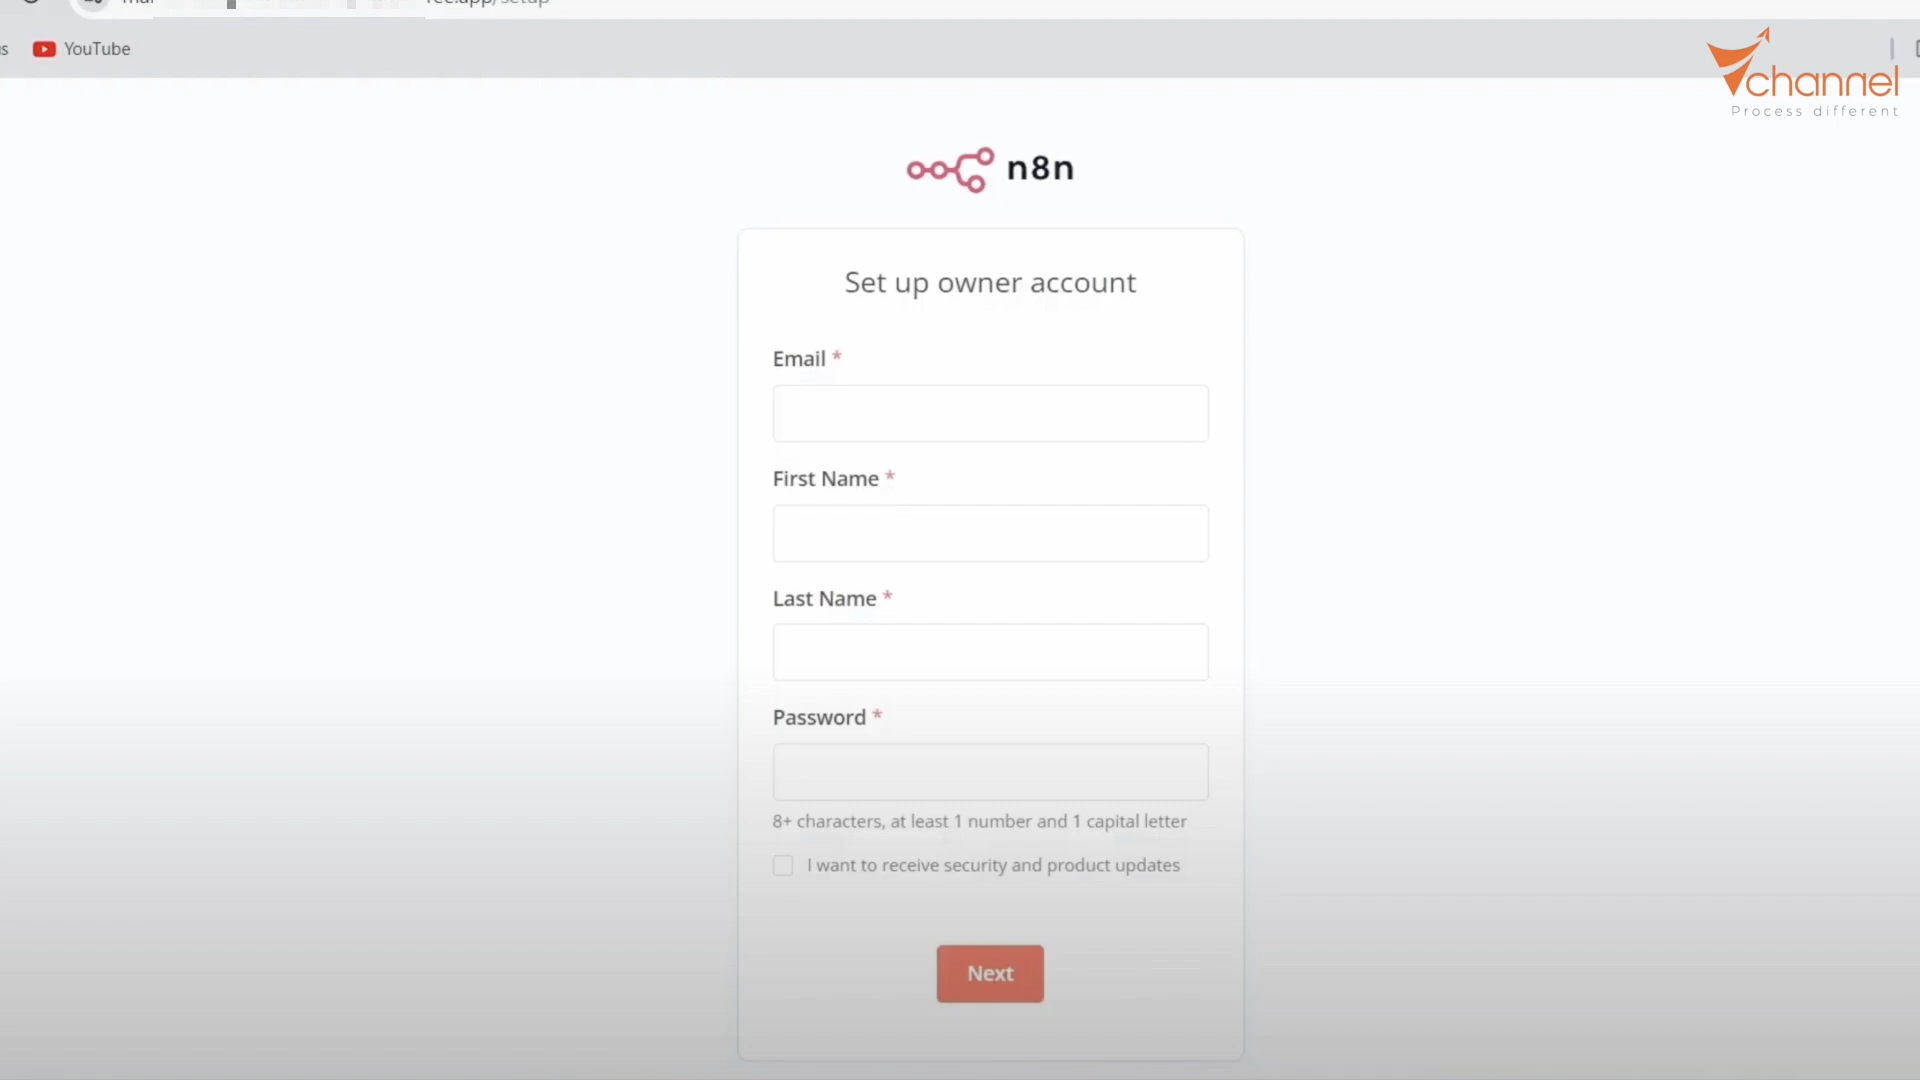 /setup
YouTube
channel
Process different
n8n
Set up owner account
Email *
First Name *
Last Name *
Password *
8+ characters, at least 1 number and 1 capital letter
I want to receive security and product updates
Next